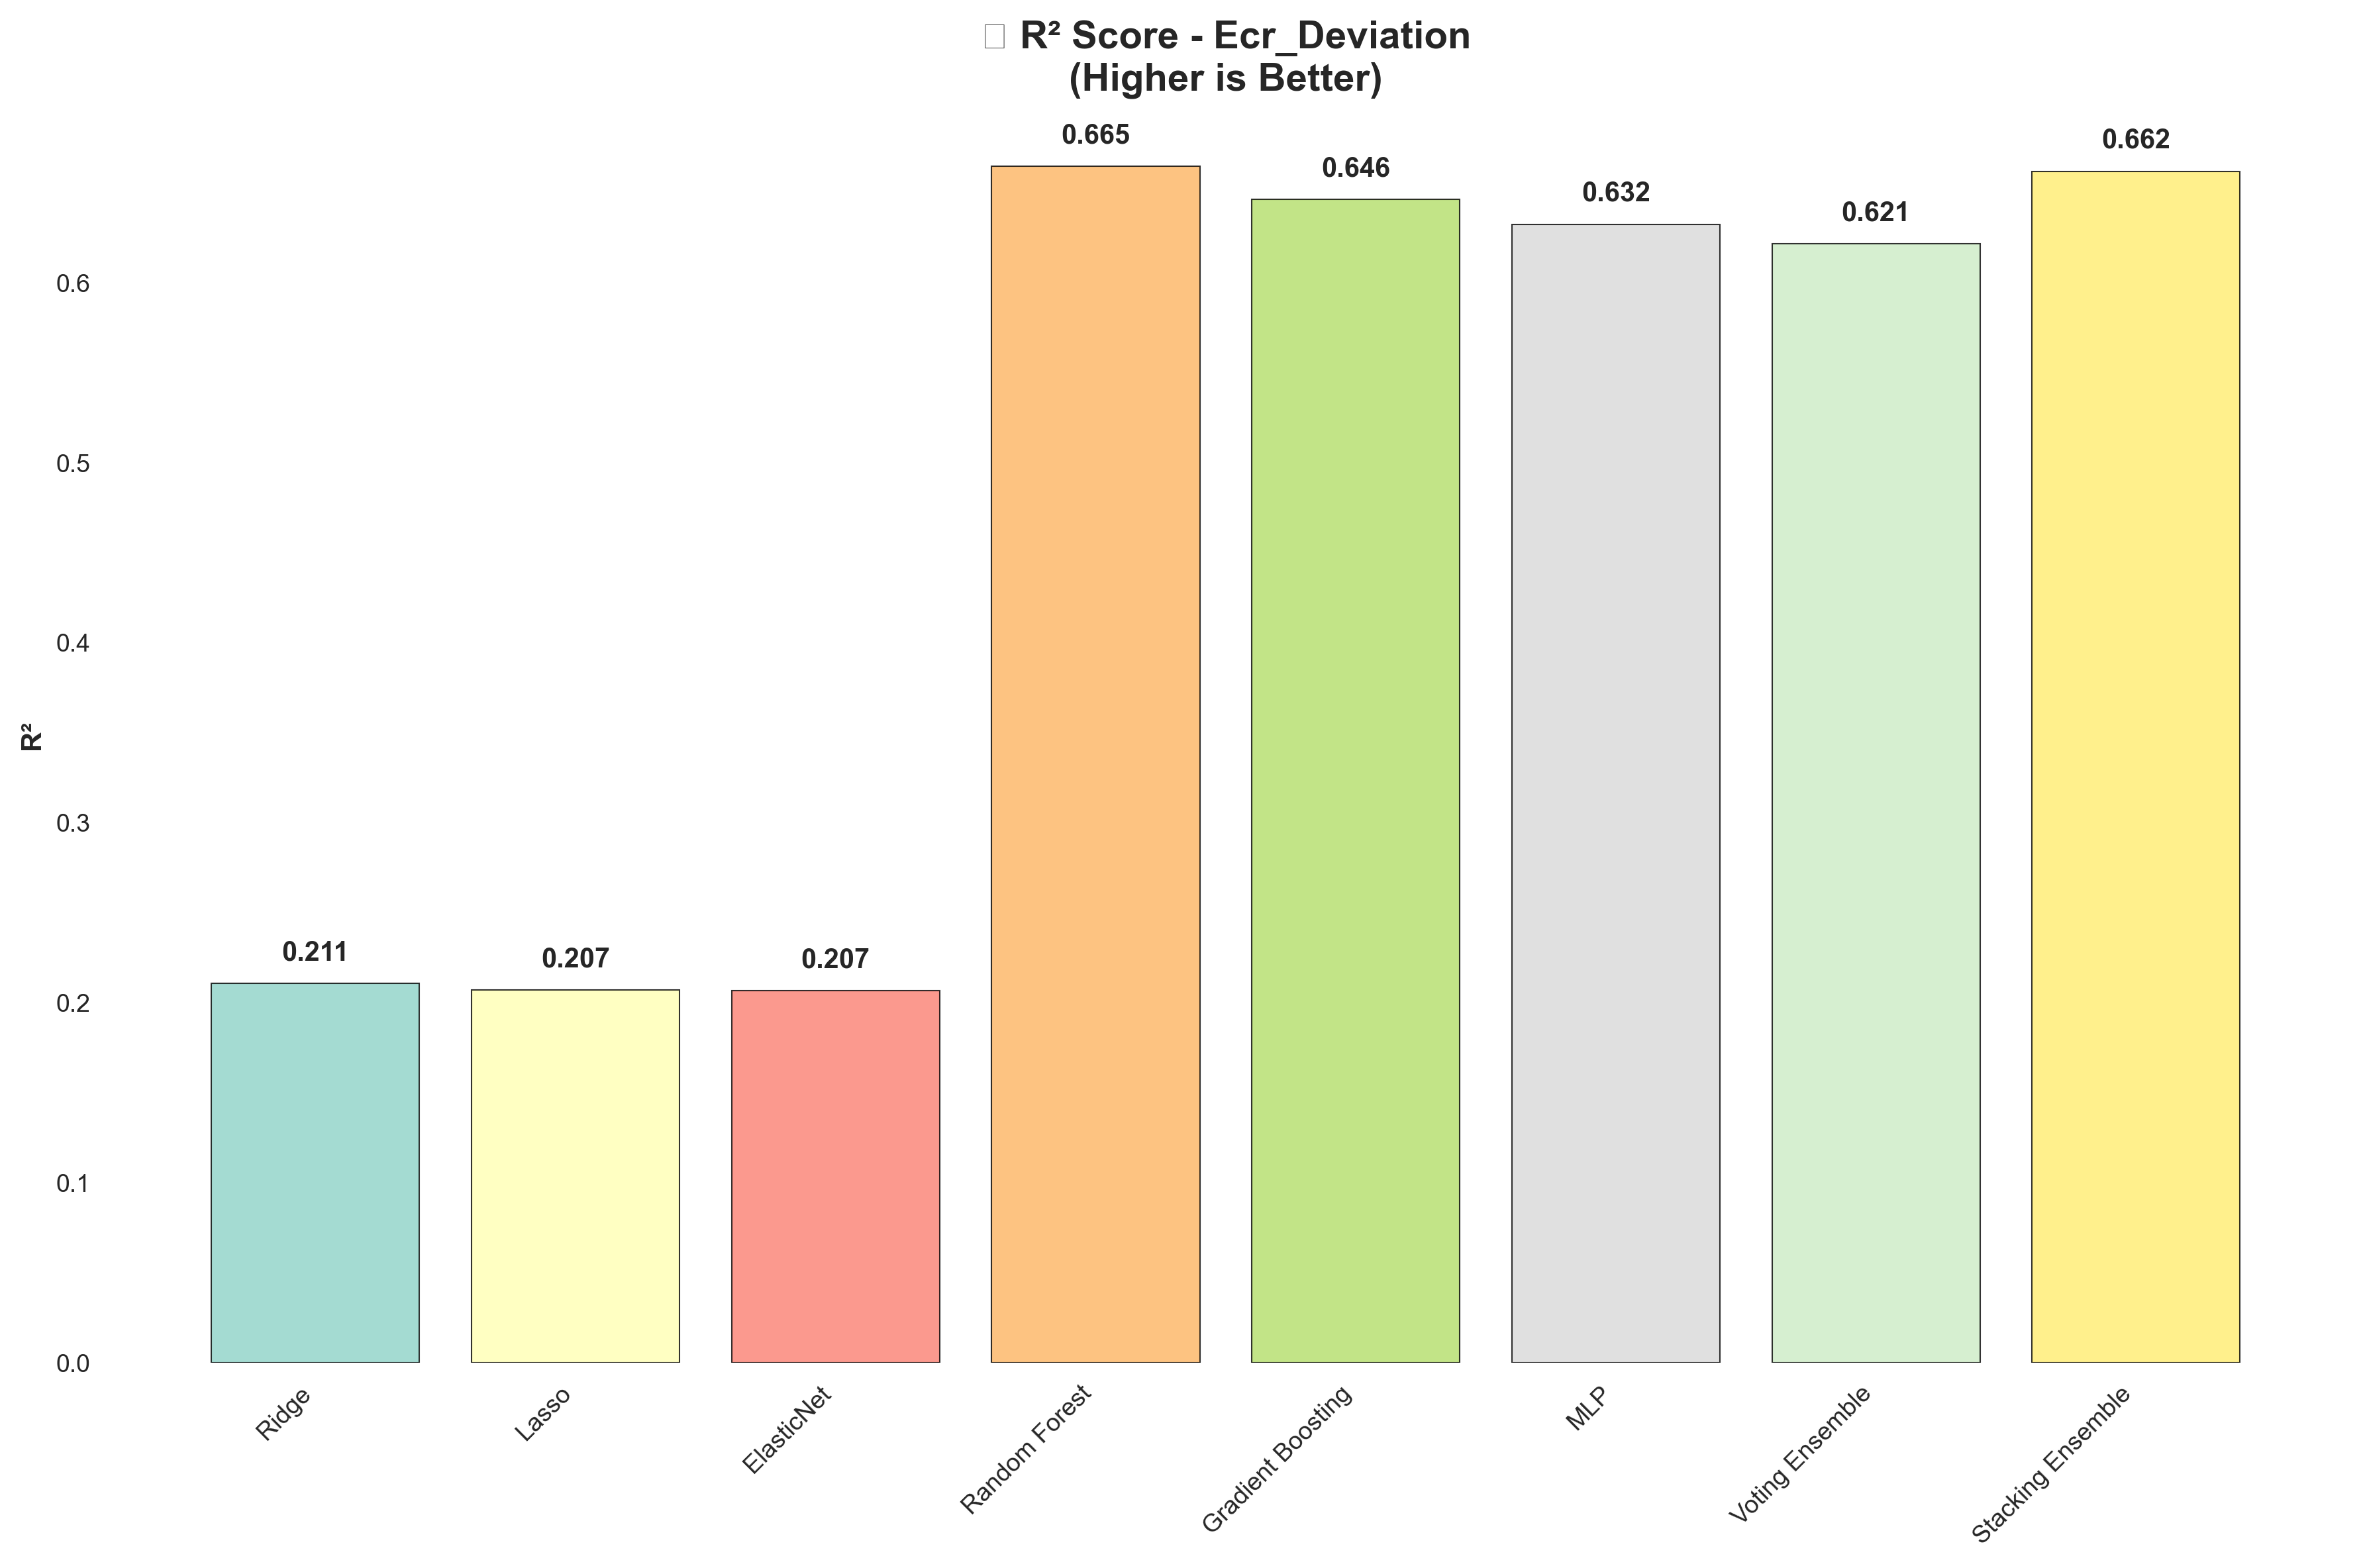 R² Score - Ecr_Deviation
(Higher is Better)
0.665
0.646
0.632
0.621
0.662
0.211
0.207
0.207
R²
0.6
0.5
0.4
0.3
0.2
0.1
0.0
Ridge
Lasso
ElasticNet
Random Forest
Gradient Boosting
MLP
Voting Ensemble
Stacking Ensemble